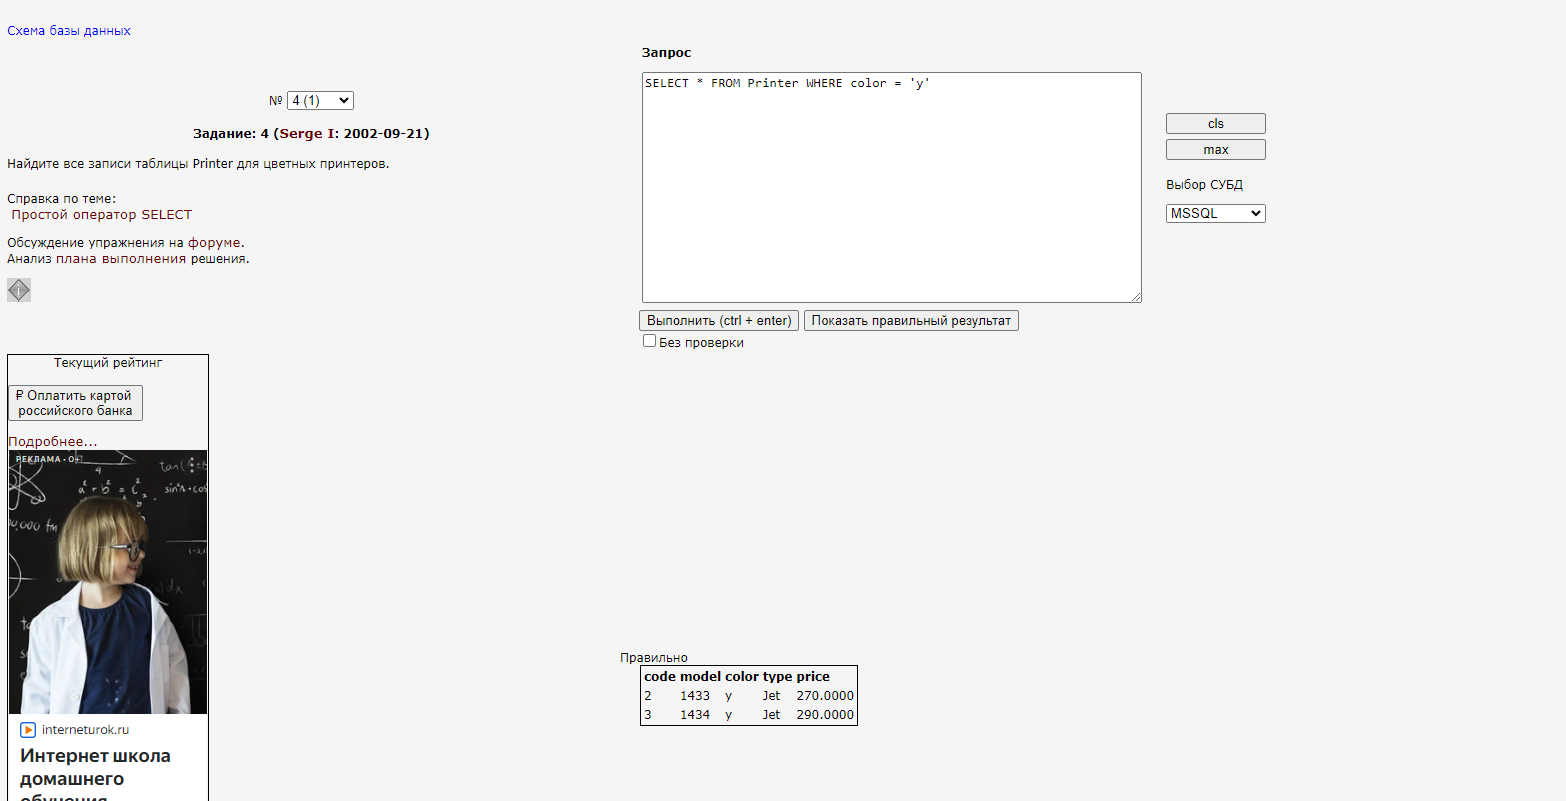 Схема базы данных
№ 4 (1)
Задание: 4 (Serge I: 2002-09-21)
Найдите все записи таблицы Printer для цветных принтеров.
Справка по теме:
Простой оператор SELECT
Обсуждение упражнения на форуме.
Анализ плана выполнения решения.
i
Запрос
SELECT * FROM Printer WHERE color = 'y'
cls
max
Выбор СУБД
MSSQL
Выполнить (ctrl + enter) Показать правильный результат
Без проверки
Текущий рейтинг
₽ Оплатить картой
российского банка
Подробнее...
РЕКЛАМА • 0+
interneturok.ru
Интернет школа
домашнего
обучения
Правильно
code model color type price
2 1433 y Jet 270.0000
3 1434 y Jet 290.0000